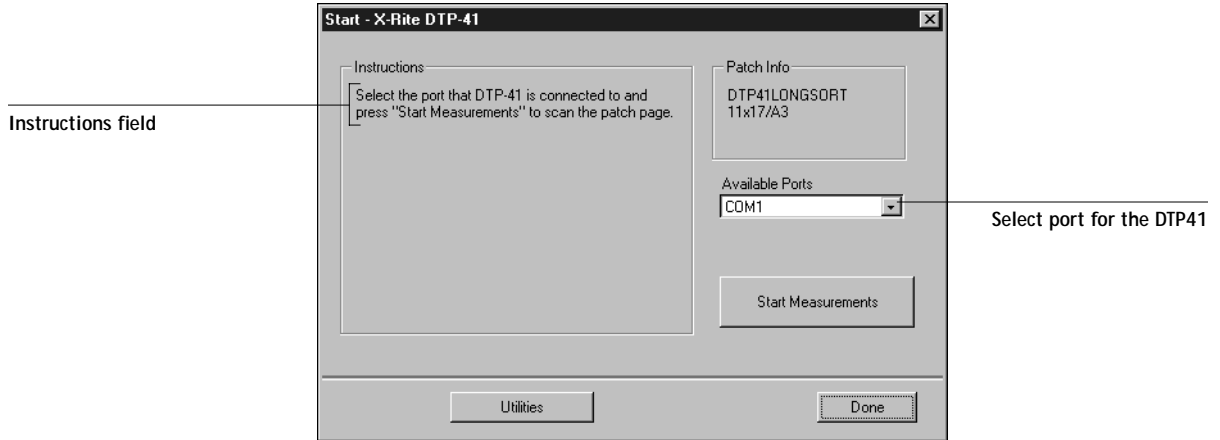 Start - X-Rite DTP-41
Instructions
Select the port that DTP-41 is connected to and
press "Start Measurements" to scan the patch page.
Instructions field
Patch Info
DTP41LONGSORT
11x17/A3
Available Ports
COM1
Select port for the DTP41
Start Measurements
Utilities
Done